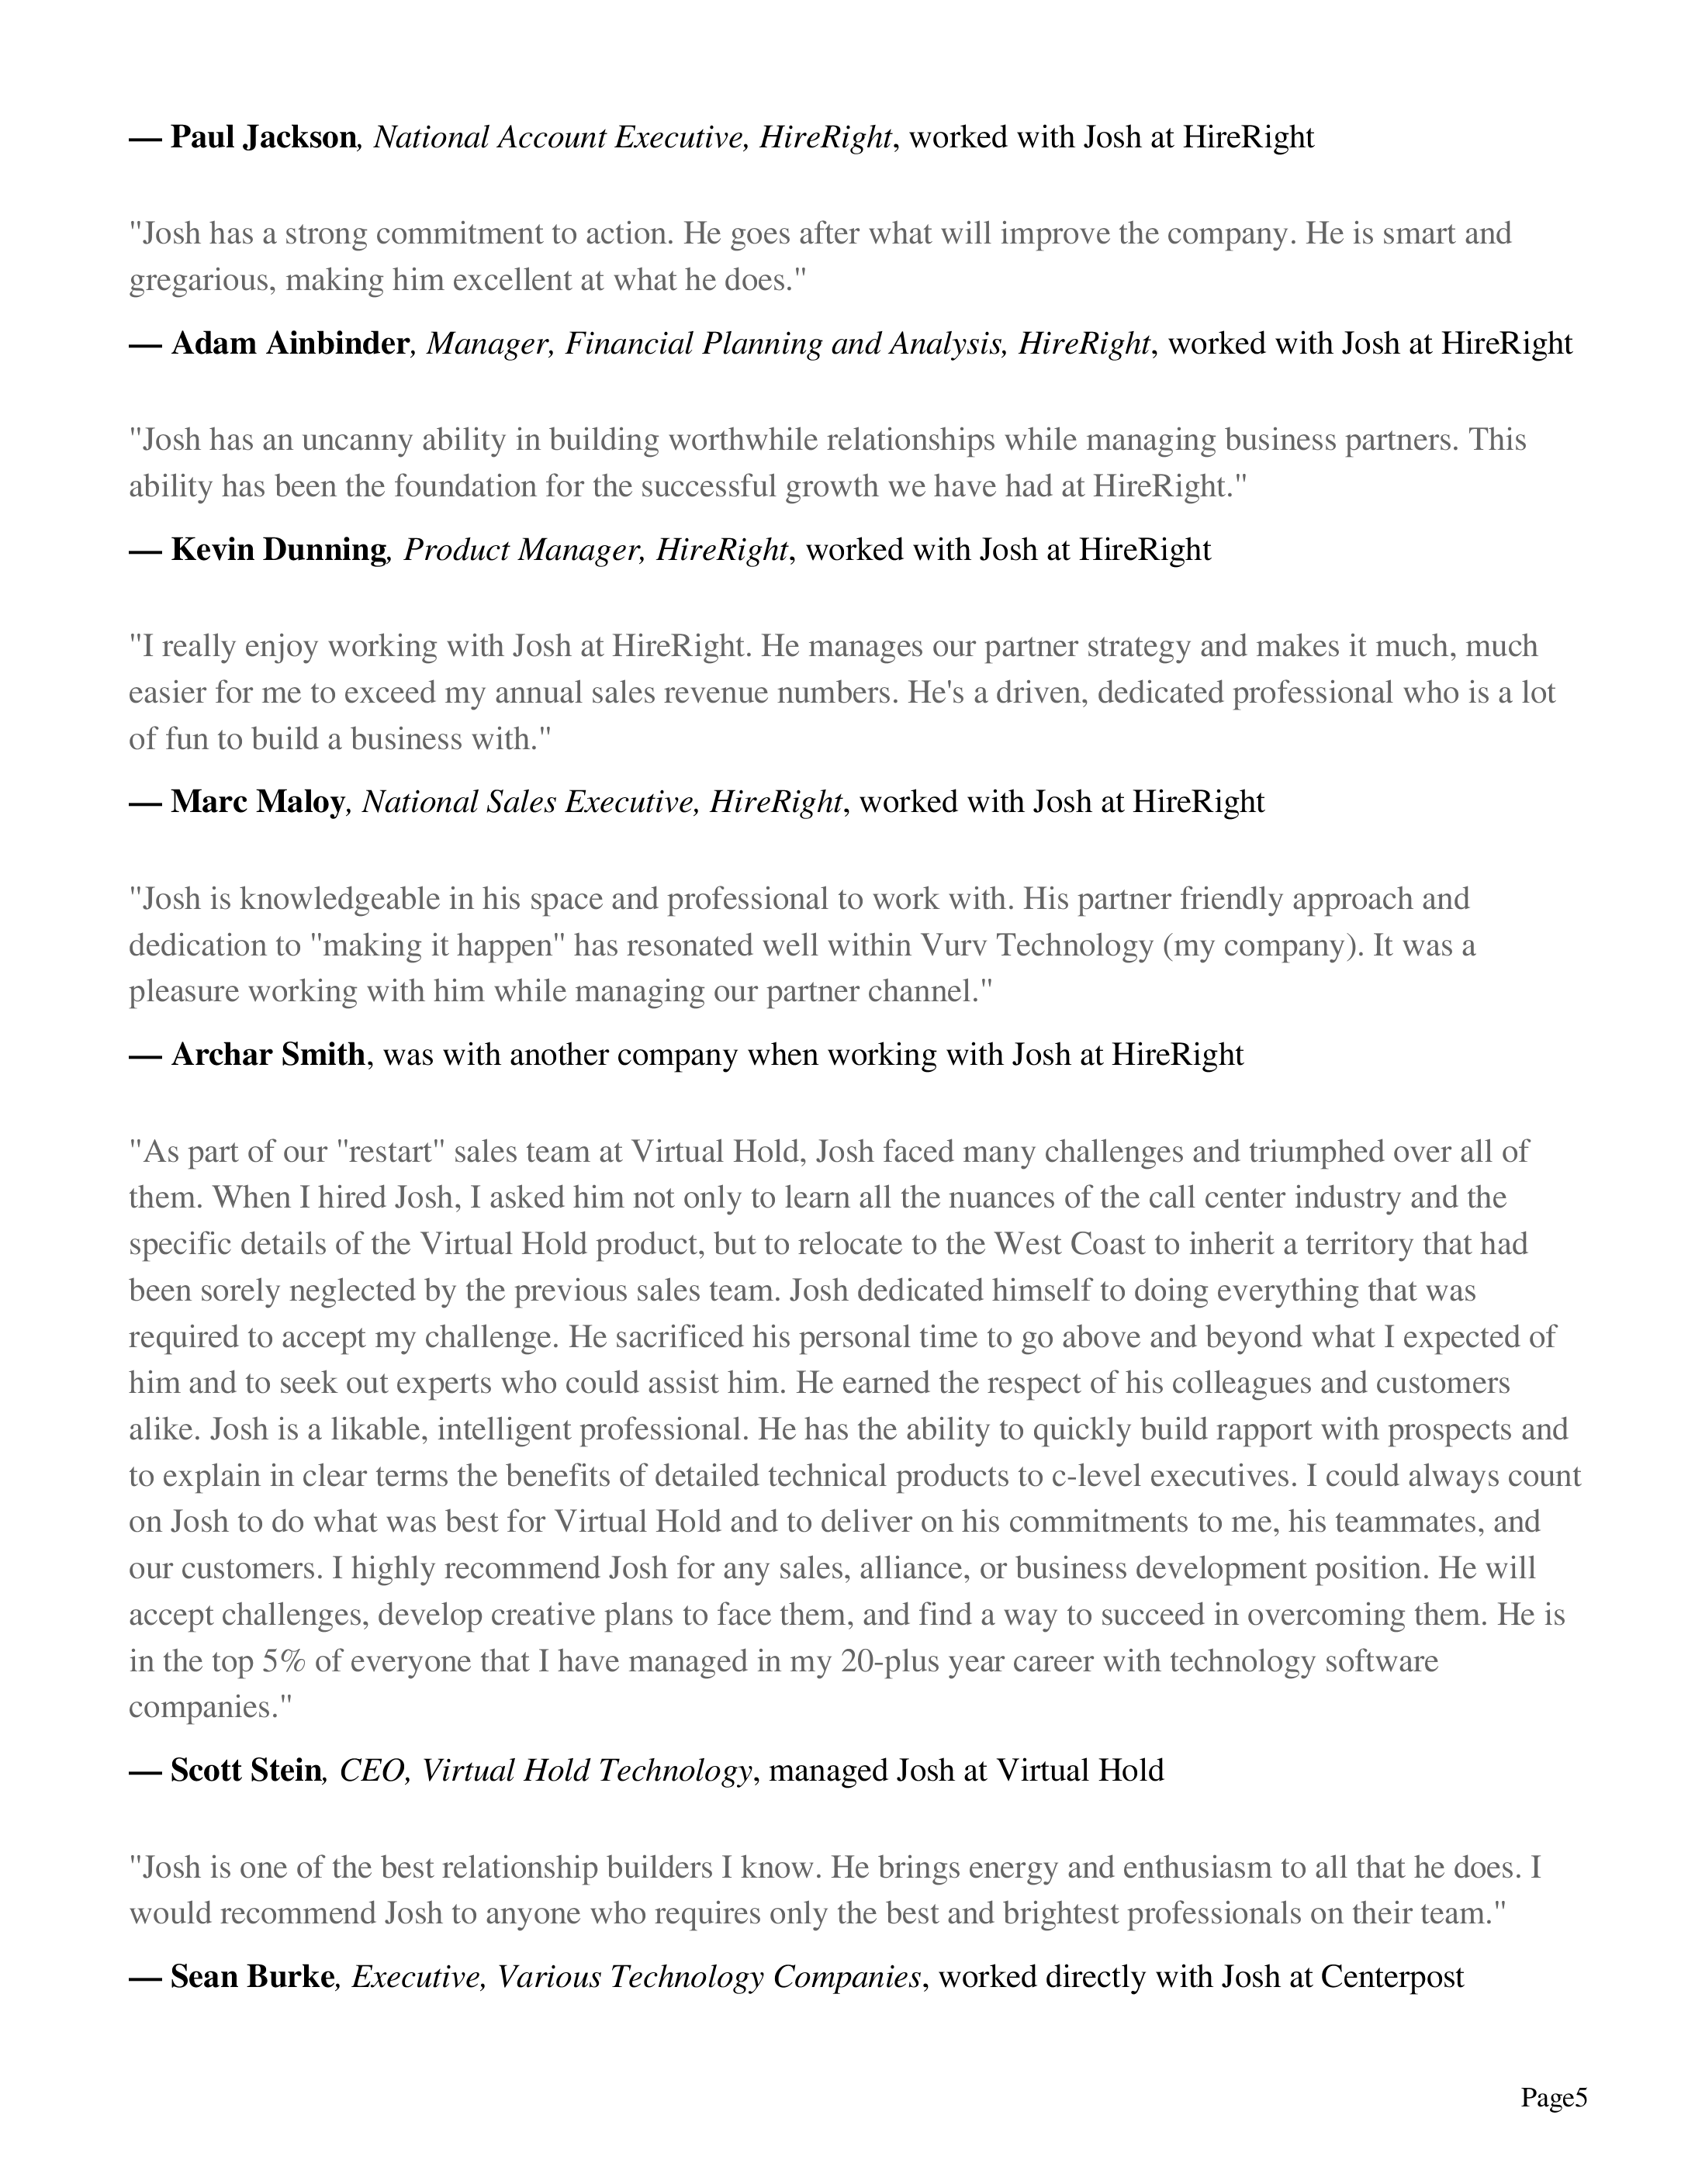 — Paul Jackson, National Account Executive, HireRight, worked with Josh at HireRight
"Josh has a strong commitment to action. He goes after what will improve the company. He is smart and
gregarious, making him excellent at what he does."
— Adam Ainbinder, Manager, Financial Planning and Analysis, HireRight, worked with Josh at HireRight
"Josh has an uncanny ability in building worthwhile relationships while managing business partners. This
ability has been the foundation for the successful growth we have had at HireRight."
— Kevin Dunning, Product Manager, HireRight, worked with Josh at HireRight
"I really enjoy working with Josh at HireRight. He manages our partner strategy and makes it much, much
easier for me to exceed my annual sales revenue numbers. He's a driven, dedicated professional who is a lot
of fun to build a business with."
— Marc Maloy, National Sales Executive, HireRight, worked with Josh at HireRight
"Josh is knowledgeable in his space and professional to work with. His partner friendly approach and
dedication to "making it happen" has resonated well within Vurv Technology (my company). It was a
pleasure working with him while managing our partner channel."
— Archar Smith, was with another company when working with Josh at HireRight
"As part of our "restart" sales team at Virtual Hold, Josh faced many challenges and triumphed over all of
them. When I hired Josh, I asked him not only to learn all the nuances of the call center industry and the
specific details of the Virtual Hold product, but to relocate to the West Coast to inherit a territory that had
been sorely neglected by the previous sales team. Josh dedicated himself to doing everything that was
required to accept my challenge. He sacrificed his personal time to go above and beyond what I expected of
him and to seek out experts who could assist him. He earned the respect of his colleagues and customers
alike. Josh is a likable, intelligent professional. He has the ability to quickly build rapport with prospects and
to explain in clear terms the benefits of detailed technical products to c-level executives. I could always count
on Josh to do what was best for Virtual Hold and to deliver on his commitments to me, his teammates, and
our customers. I highly recommend Josh for any sales, alliance, or business development position. He will
accept challenges, develop creative plans to face them, and find a way to succeed in overcoming them. He is
in the top 5% of everyone that I have managed in my 20-plus year career with technology software
companies."
— Scott Stein, CEO, Virtual Hold Technology, managed Josh at Virtual Hold
"Josh is one of the best relationship builders I know. He brings energy and enthusiasm to all that he does. I
would recommend Josh to anyone who requires only the best and brightest professionals on their team."
— Sean Burke, Executive, Various Technology Companies, worked directly with Josh at Centerpost
Page5